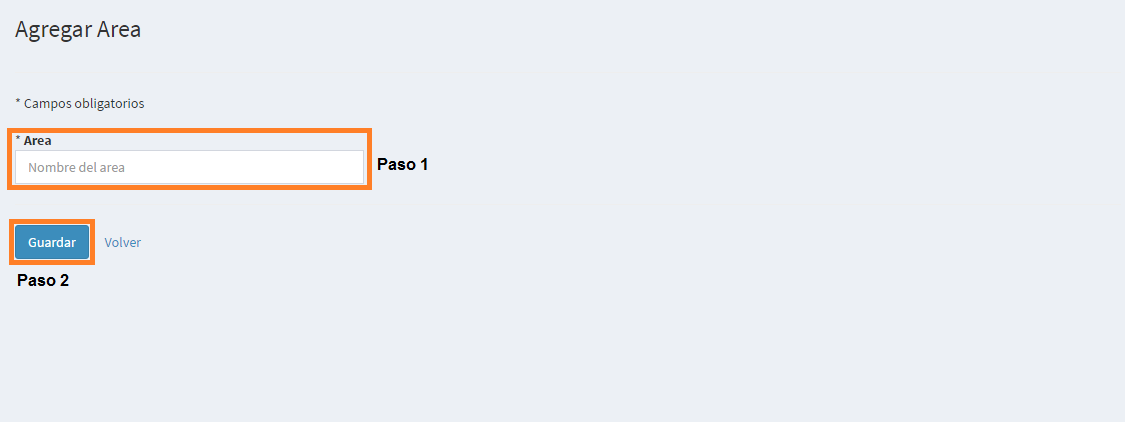 Agregar Area
* Campos obligatorios
* Area
Nombre del area
Paso 1
Guardar Volver
Paso 2